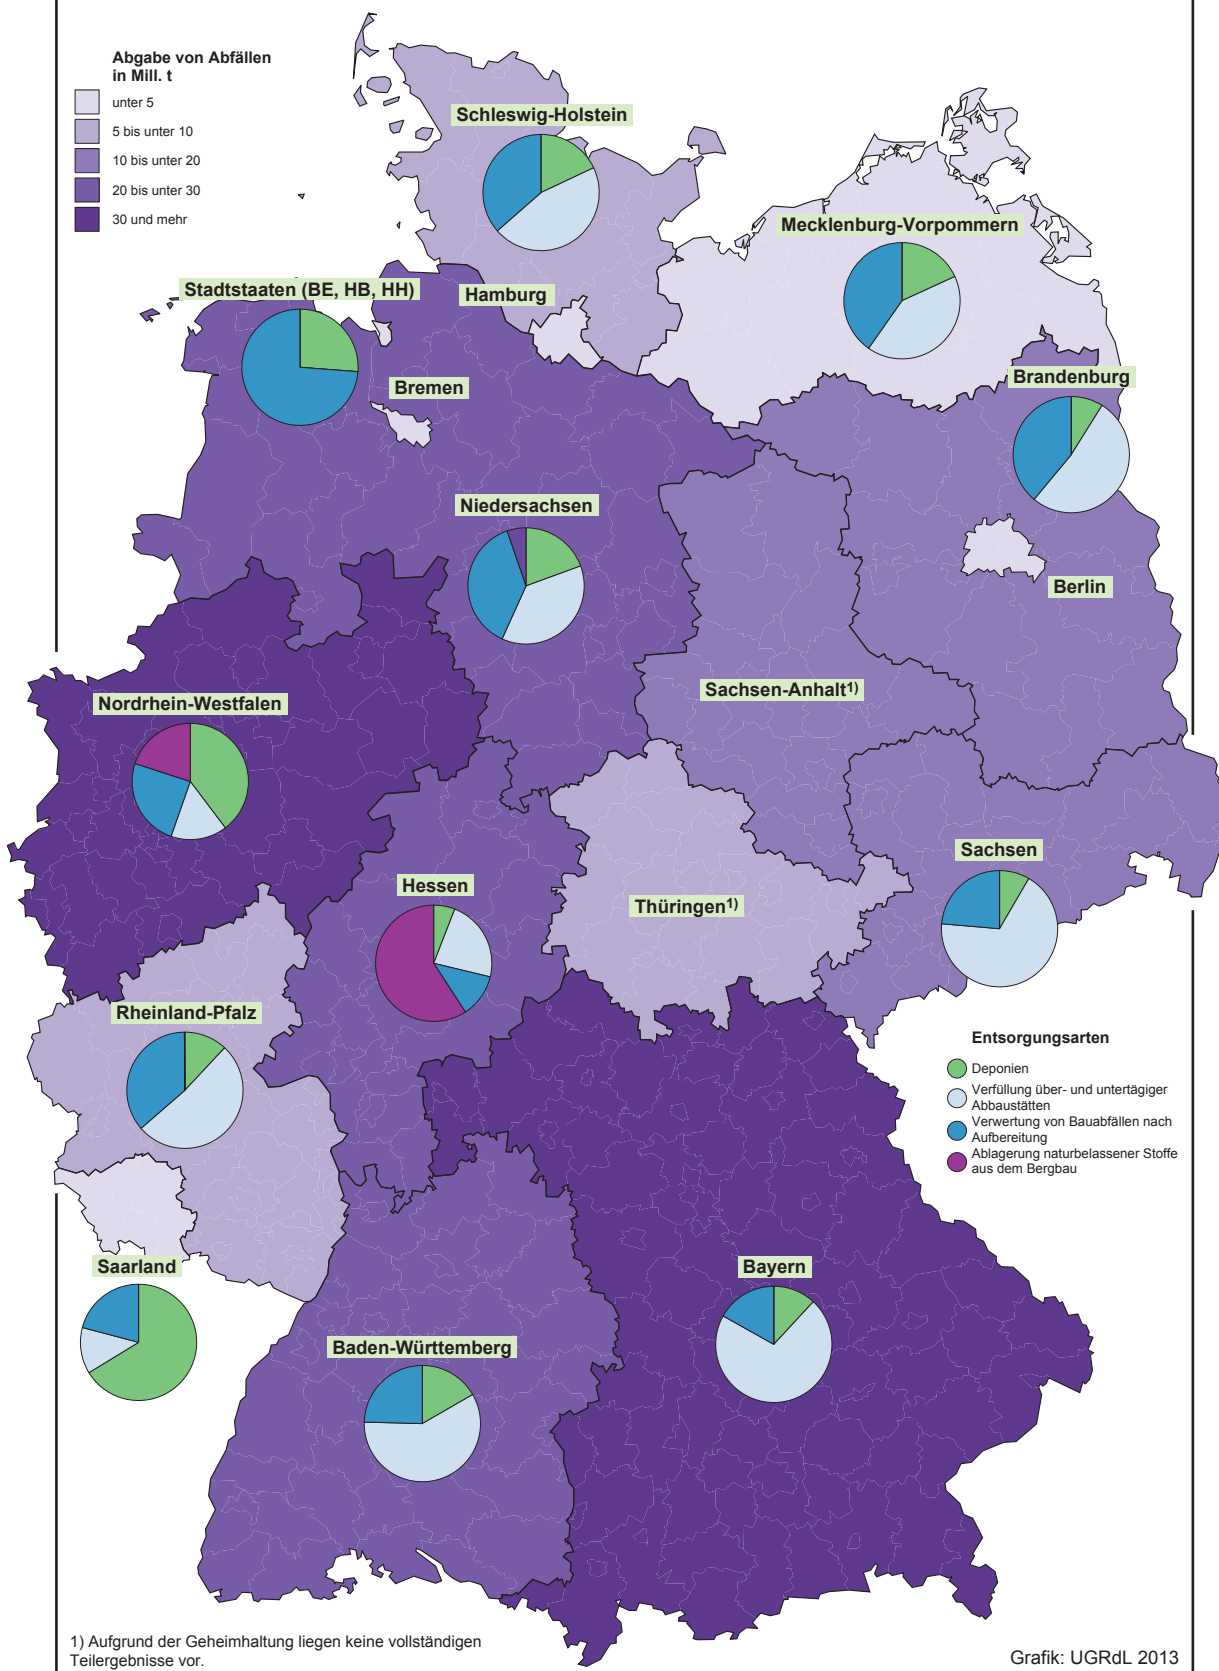 Abgabe von Abfällen
in Mill. t
unter 5
5 bis unter 10
10 bis unter 20
20 bis unter 30
30 und mehr
Schleswig-Holstein
Mecklenburg-Vorpommern
Stadtstaaten (BE, HB, HH)
Hamburg
Bremen
Brandenburg
Niedersachsen
Berlin
Sachsen-Anhalt1)
Nordrhein-Westfalen
Sachsen
Hessen
Thüringen1)
Rheinland-Pfalz
Entsorgungsarten
Deponien
Verfüllung über- und untertägiger
Abbaustätten
Verwertung von Bauabfällen nach
Aufbereitung
Ablagerung naturbelassener Stoffe
aus dem Bergbau
Saarland
Bayern
Baden-Württemberg
1) Aufgrund der Geheimhaltung liegen keine vollständigen
Teilergebnisse vor.
Grafik: UGRdL 2013